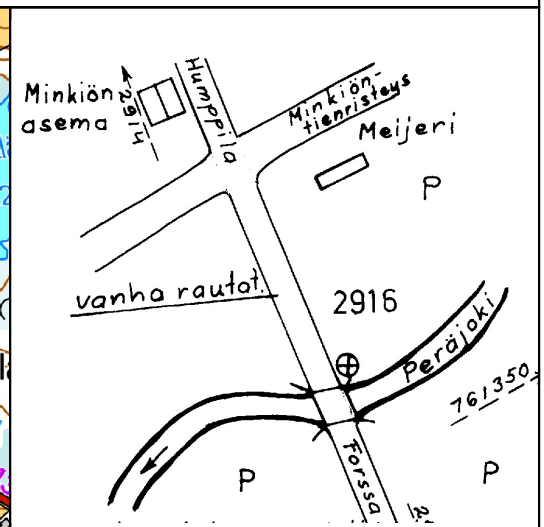 Humppila
Minkiön
asema
2914
Minkiön-
tienristeys
Meijeri
P
vanha rautat.
2916
Peräjoki
761350
Forssa
P
P